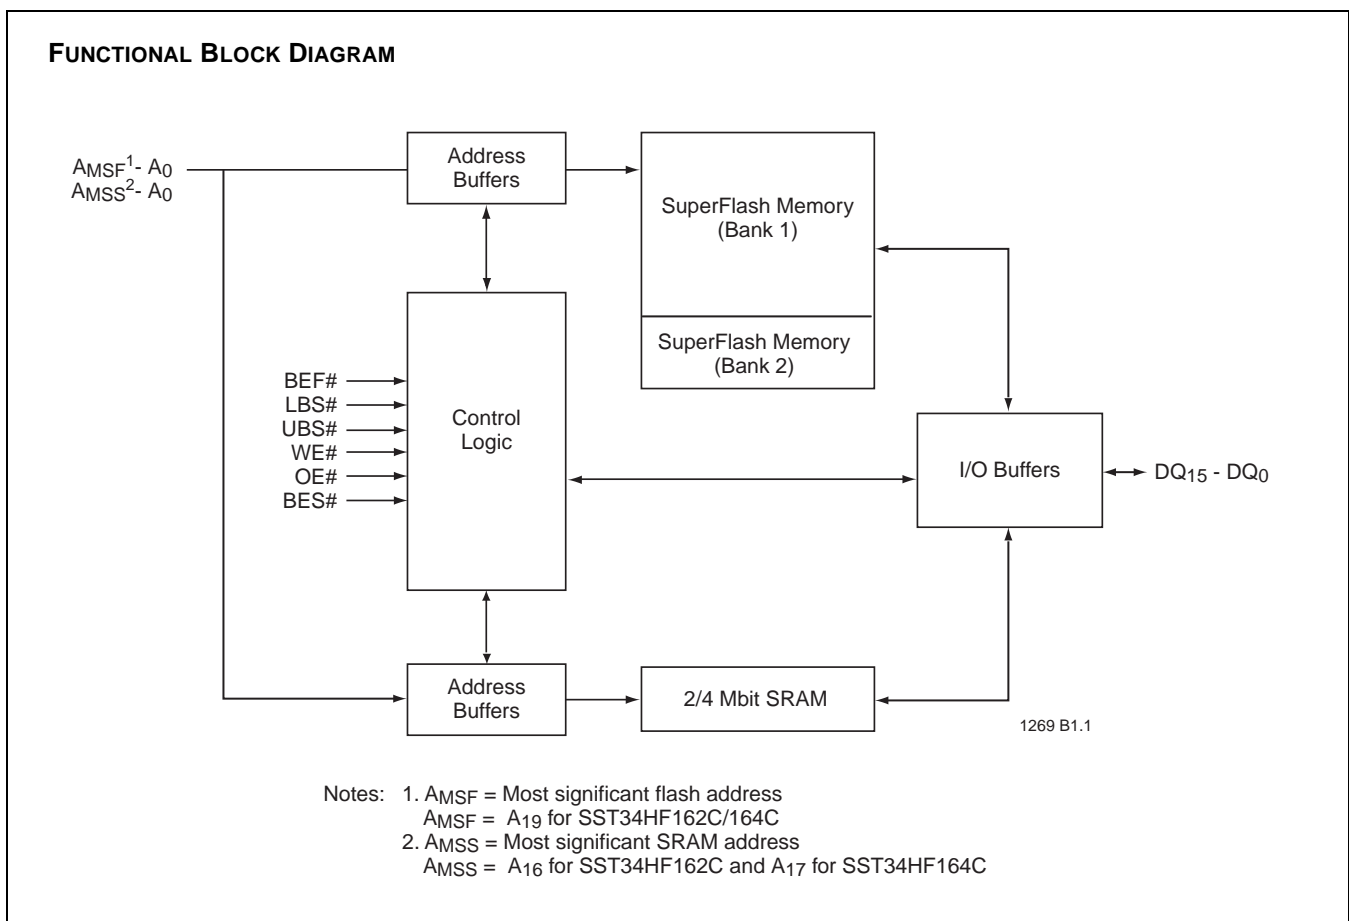 FUNCTIONAL BLOCK DIAGRAM
AMSF1- A0
AMSS2- A0
Address
Buffers
SuperFlash Memory
(Bank 1)
SuperFlash Memory
(Bank 2)
BEF#
LBS#
UBS#
WE#
OE#
BES#
Control
Logic
I/O Buffers
DQ15 - DQ0
Address
Buffers
2/4 Mbit SRAM
1269 B1.1
Notes: 1. AMSF = Most significant flash address
AMSF = A19 for SST34HF162C/164C
2. AMSS = Most significant SRAM address
AMSS = A16 for SST34HF162C and A17 for SST34HF164C